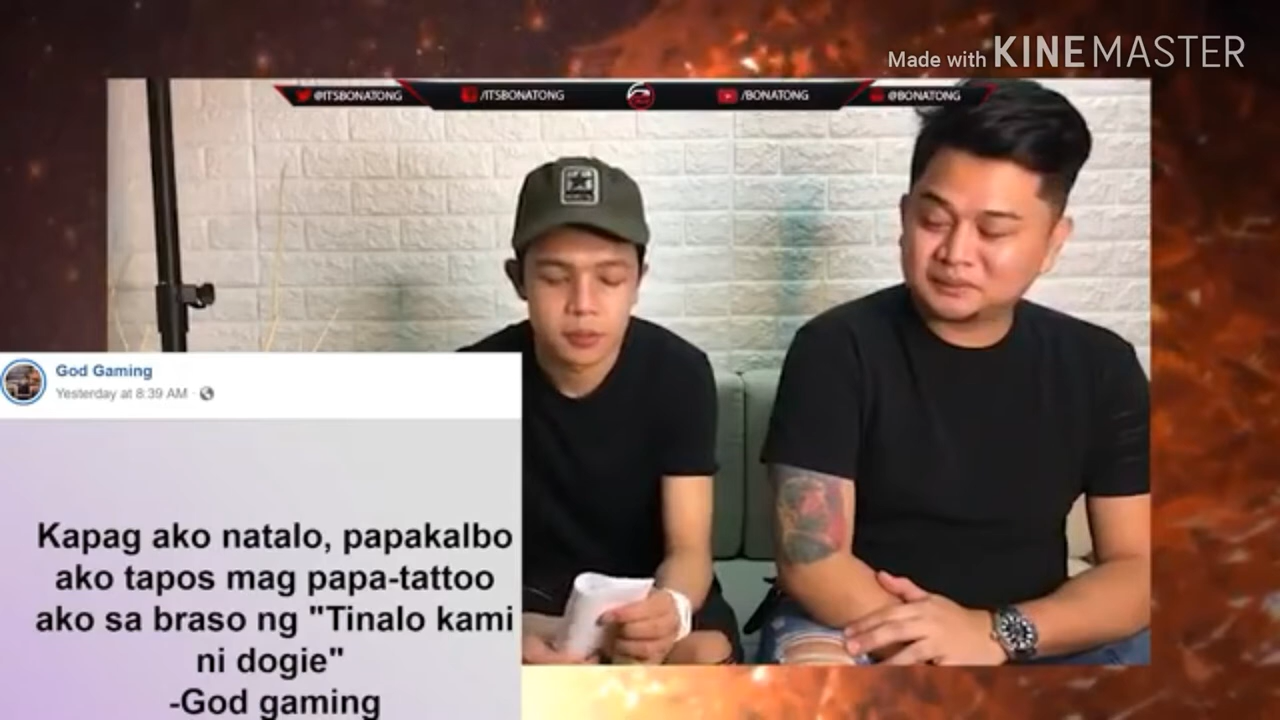 Made with KINEMASTER
@ITSBONATONG /ITSBONATONG /BONATONG @BONATONG
God Gaming
Yesterday at 8:39 AM ·
Kapag ako natalo, papakalbo
ako tapos mag papa-tattoo
ako sa braso ng "Tinalo kami
ni dogie"
-God gaming